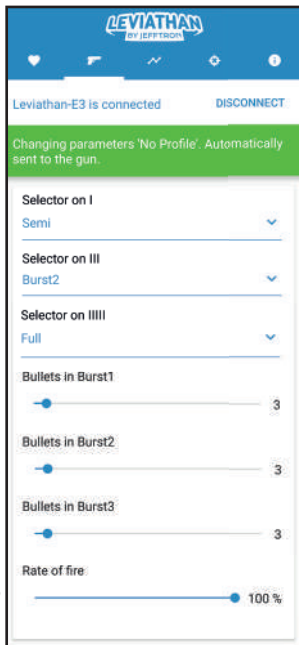 LEVIATHAN
BY JEFFTRON
Leviathan-E3 is connected
DISCONNECT
Changing parameters 'No Profile'. Automatically
sent to the gun.
Selector on I
Semi
Selector on III
Burst2
Selector on IIIII
Full
Bullets in Burst1
3
Bullets in Burst2
3
Bullets in Burst3
3
Rate of fire
100 %